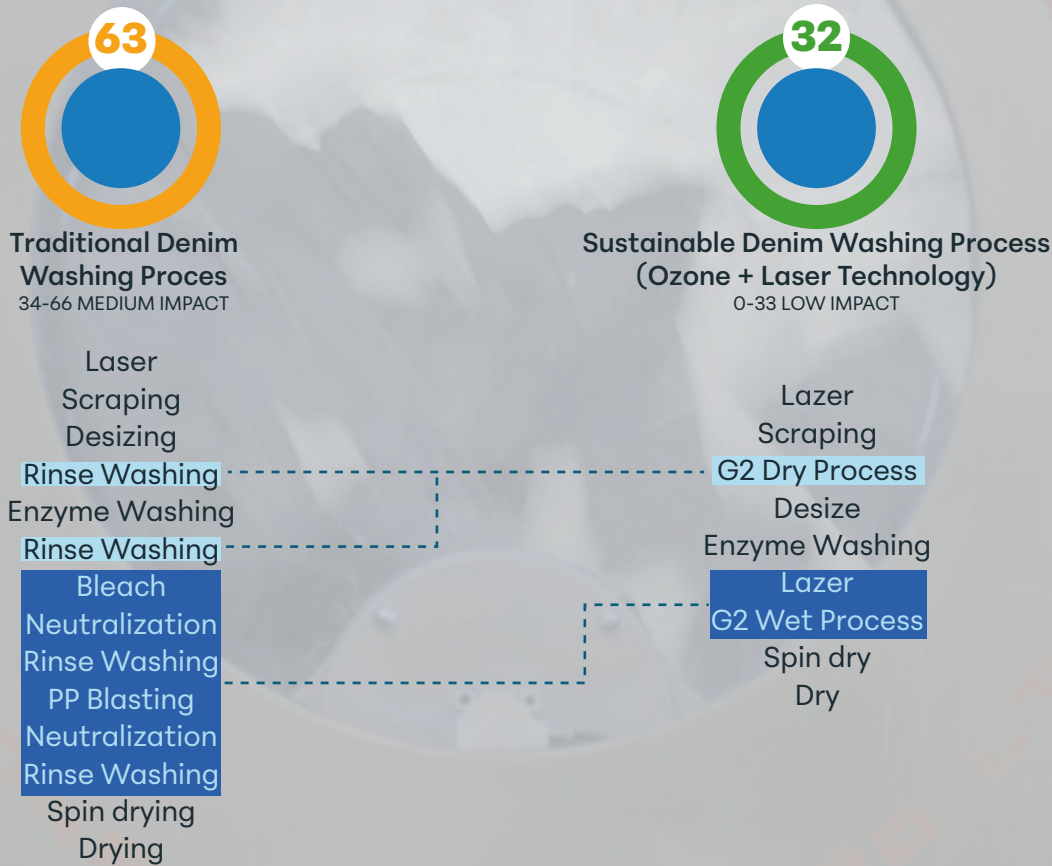 63
Traditional Denim
Washing Proces
34-66 MEDIUM IMPACT
Laser
Scraping
Desizing
Rinse Washing
Enzyme Washing
Rinse Washing
Bleach
Neutralization
Rinse Washing
PP Blasting
Neutralization
Rinse Washing
Spin drying
Drying
32
Sustainable Denim Washing Process
(Ozone + Laser Technology)
0-33 LOW IMPACT
Lazer
Scraping
G2 Dry Process
Desize
Enzyme Washing
Lazer
G2 Wet Process
Spin dry
Dry